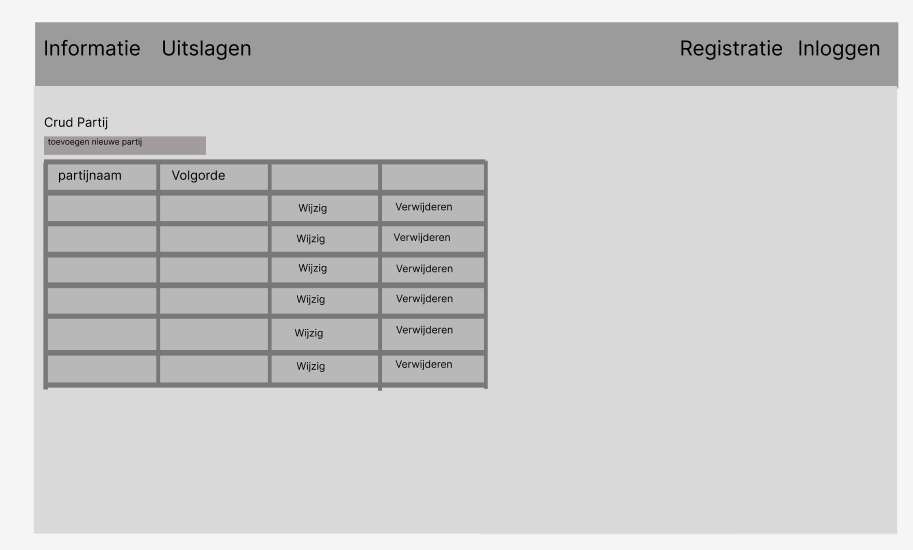 Informatie Uitslagen Registratie Inloggen
Crud Partij
toevoegen nieuwe partij
partijnaam Volgorde
Wijzig Verwijderen
Wijzig Verwijderen
Wijzig Verwijderen
Wijzig Verwijderen
Wijzig Verwijderen
Wijzig Verwijderen